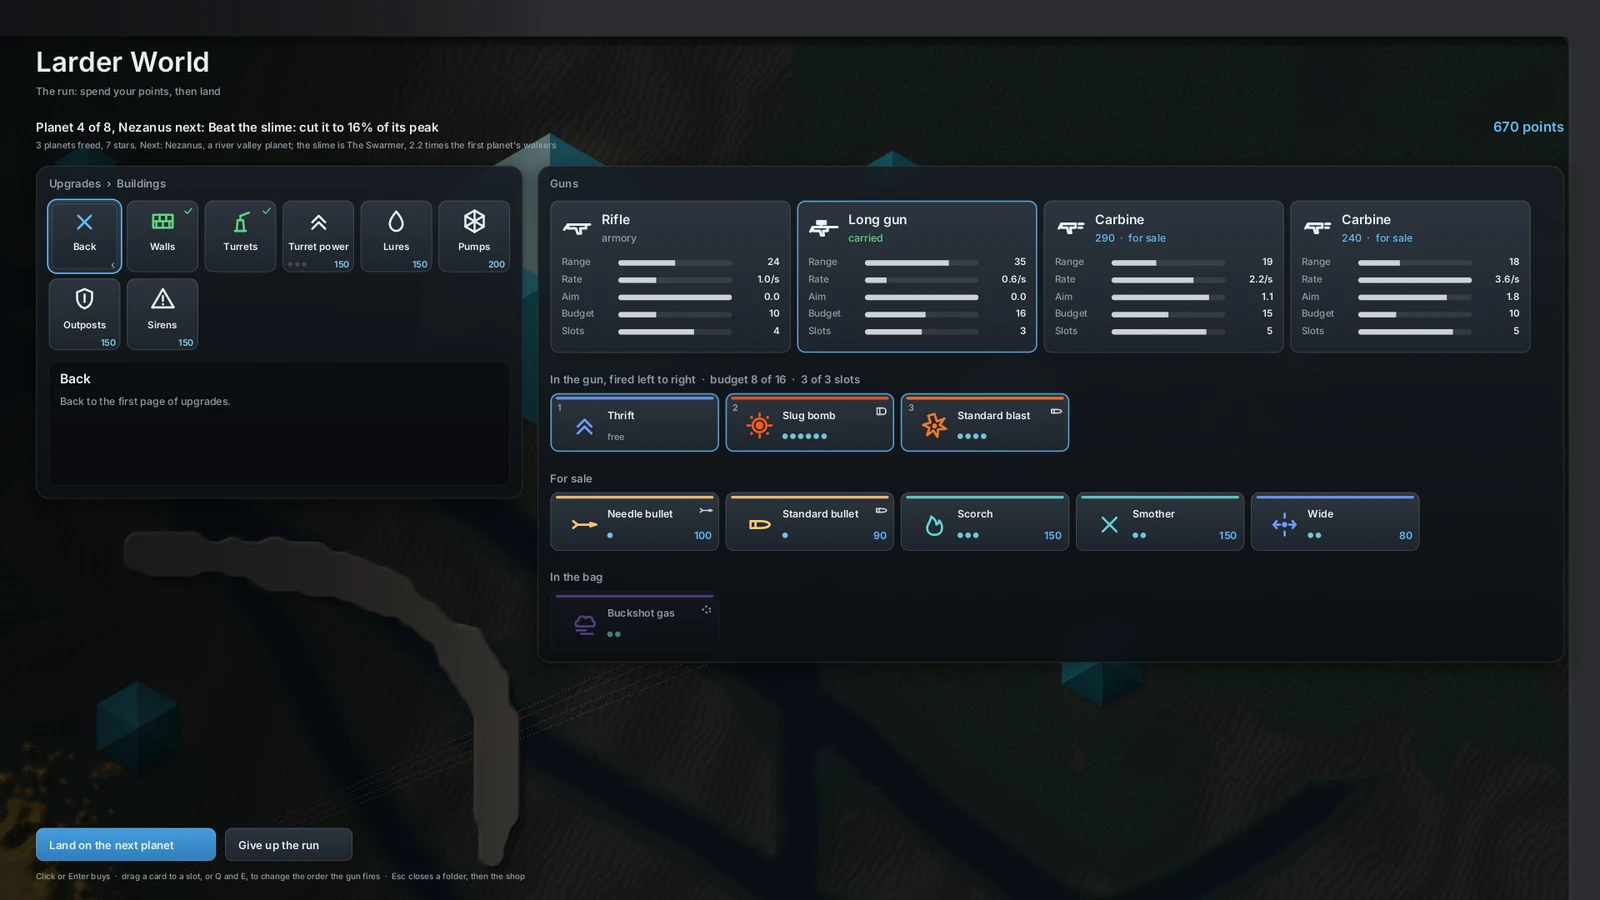 Larder World
The run: spend your points, then land
Planet 4 of 8, Nezanus next: Beat the slime: cut it to 16% of its peak
670 points
3 planets freed, 7 stars. Next: Nezanus, a river valley planet; the slime is The Swarmer, 2.2 times the first planet's walkers
Upgrades › Buildings
Back
Walls
Turrets
Turret power
150
Lures
150
Pumps
200
Outposts
150
Sirens
150
Back
Back to the first page of upgrades.
Guns
Rifle
armory
Range 24
Rate 1.0/s
Aim 0.0
Budget 10
Slots 4
Long gun
carried
Range 35
Rate 0.6/s
Aim 0.0
Budget 16
Slots 3
Carbine
290 · for sale
Range 19
Rate 2.2/s
Aim 1.1
Budget 15
Slots 5
Carbine
240 · for sale
Range 18
Rate 3.6/s
Aim 1.8
Budget 10
Slots 5
In the gun, fired left to right · budget 8 of 16 · 3 of 3 slots
1
Thrift
free
2
Slug bomb
3
Standard blast
For sale
Needle bullet
100
Standard bullet
90
Scorch
150
Smother
150
Wide
80
In the bag
Buckshot gas
Land on the next planet
Give up the run
Click or Enter buys · drag a card to a slot, or Q and E, to change the order the gun fires · Esc closes a folder, then the shop